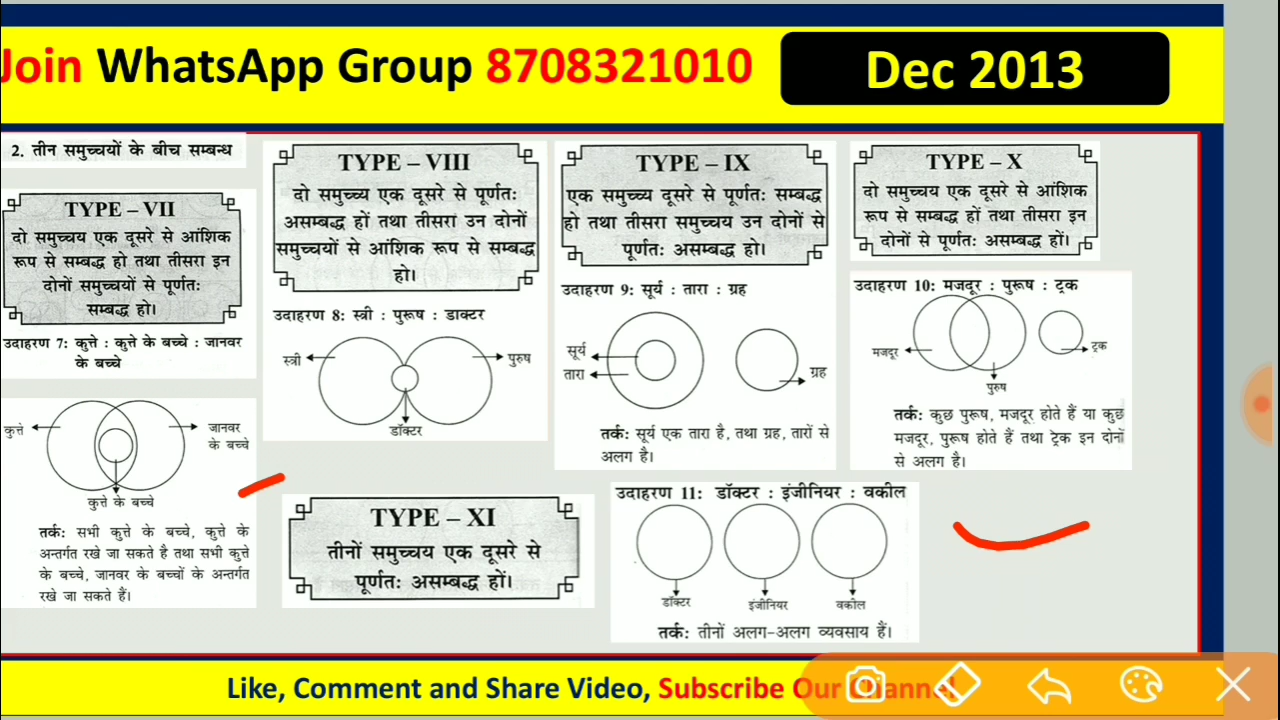 Join WhatsApp Group 8708321010
Dec 2013
2. तीन समुच्चयों के बीच सम्बन्ध
TYPE – VII
दो समुच्चय एक दूसरे से आंशिक
रूप से सम्बद्ध हो तथा तीसरा इन
दोनों समुच्चयों से पूर्णतः
सम्बद्ध हो।
उदाहरण 7: कुत्ते : कुत्ते के बच्चे : जानवर
के बच्चे
कुत्ते
जानवर
के बच्चे
कुत्ते के बच्चे
तर्क: सभी कुत्ते के बच्चे, कुत्ते के
अन्तर्गत रखे जा सकते है तथा सभी कुत्ते
के बच्चे, जानवर के बच्चों के अन्तर्गत
रखे जा सकते हैं।
TYPE – VIII
दो समुच्च्य एक दूसरे से पूर्णतः
असम्बद्ध हों तथा तीसरा उन दोनों
समुच्चयों से आंशिक रूप से सम्बद्ध
हो।
उदाहरण 8: स्त्री : पुरूष : डाक्टर
स्त्री
पुरुष
डॉक्टर
TYPE – IX
एक समुच्च्य दूसरे से पूर्णतः सम्बद्ध
हो तथा तीसरा समुच्चय उन दोनों से
पूर्णतः असम्बद्ध हो।
उदाहरण 9: सूर्य : तारा : ग्रह
सूर्य
तारा
ग्रह
तर्क: सूर्य एक तारा है, तथा ग्रह, तारों से
अलग है।
TYPE – X
दो समुच्चय एक दूसरे से आंशिक
रूप से सम्बद्ध हों तथा तीसरा इन
दोनों से पूर्णतः असम्बद्ध हों।
उदाहरण 10: मजदूर : पुरूष : ट्रक
मजदूर
ट्रक
पुरुष
तर्क: कुछ पुरूष, मजदूर होते हैं या कुछ
मजदूर, पुरूष होते हैं तथा ट्रेक इन दोनों
से अलग है।
TYPE – XI
तीनों समुच्चय एक दूसरे से
पूर्णतः असम्बद्ध हों।
उदाहरण 11: डॉक्टर : इंजीनियर : वकील
डॉक्टर
इंजीनियर
वकील
तर्क: तीनों अलग-अलग व्यवसाय हैं।
Like, Comment and Share Video, Subscribe Our Channel